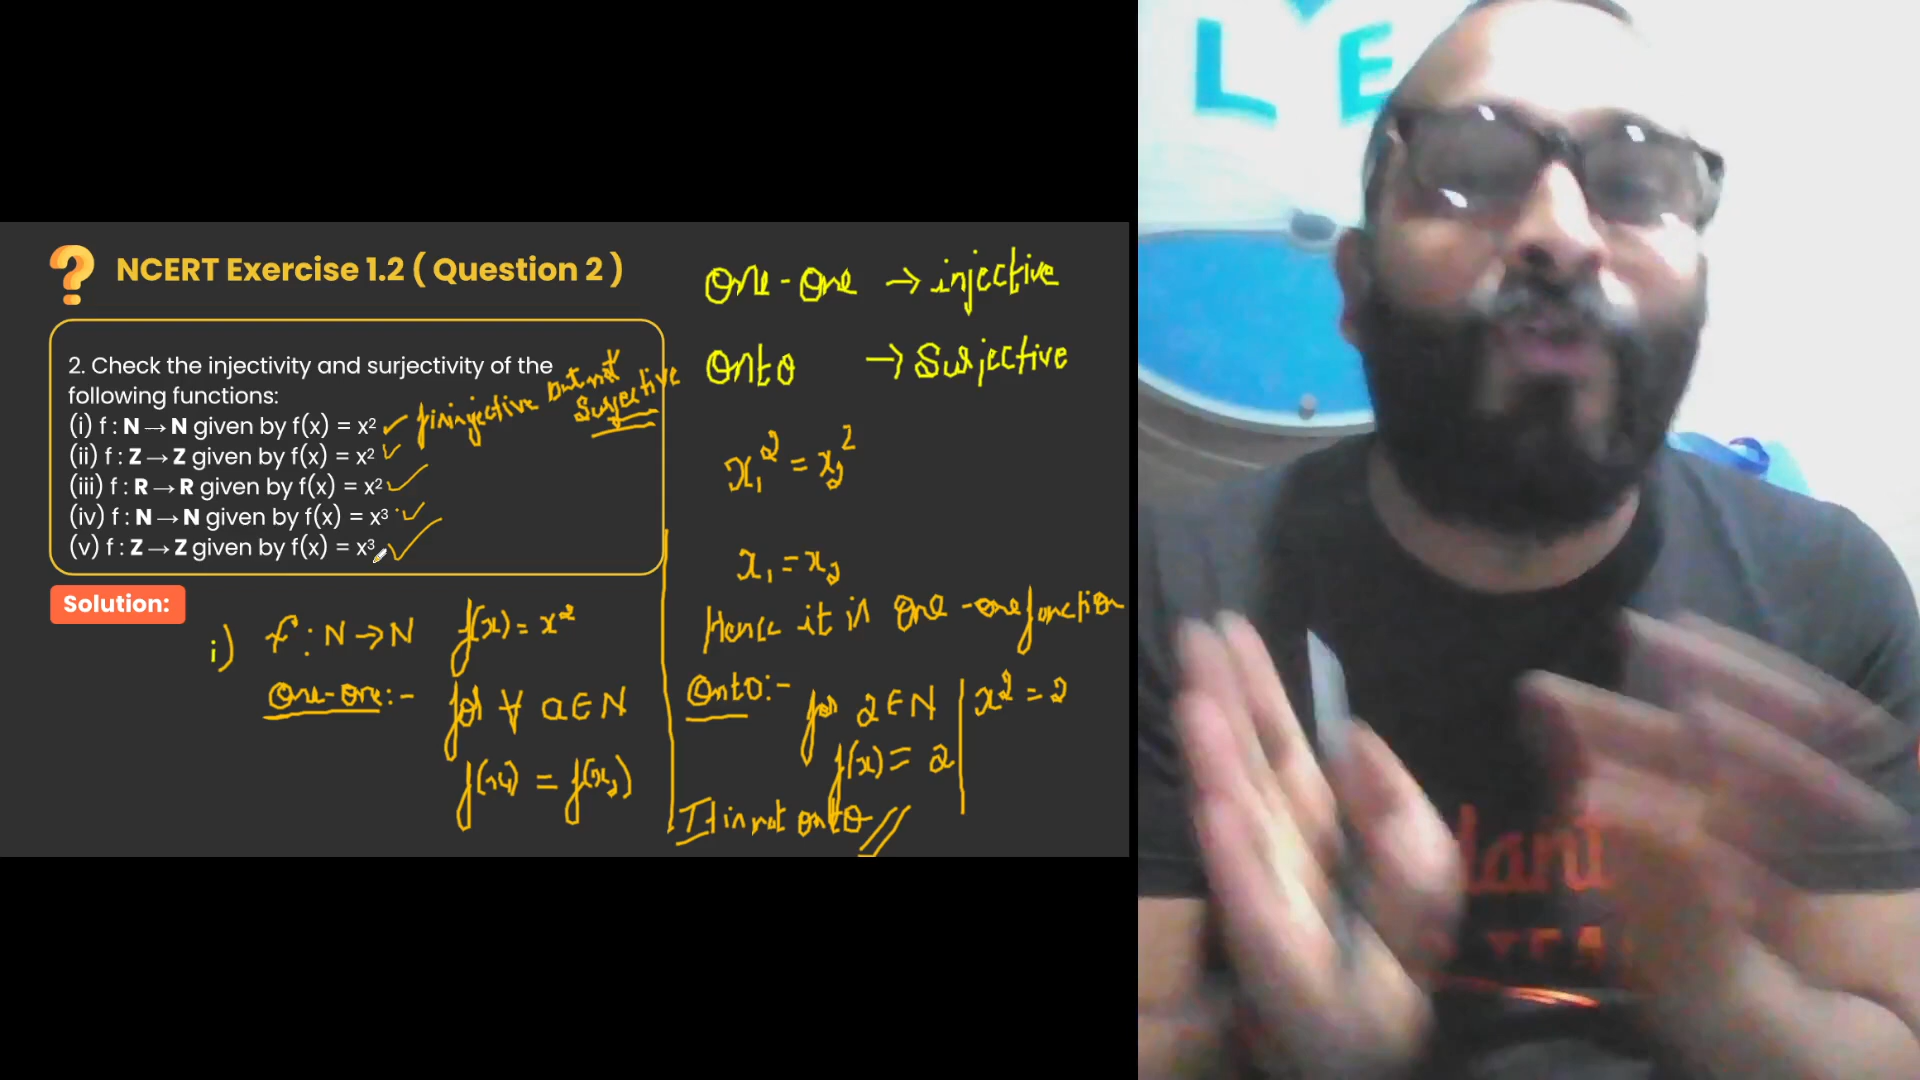 NCERT Exercise 1.2 ( Question 2 )
2. Check the injectivity and surjectivity of the
following functions:
(i) f : N → N given by f(x) = x²
(ii) f : Z → Z given by f(x) = x²
(iii) f : R → R given by f(x) = x²
(iv) f : N → N given by f(x) = x³
(v) f : Z → Z given by f(x) = x³
f is injective but not
Surjective
Solution:
i) f : N → N f(x) = x²
One-one :-
for ∀ a ∈ N
f(x₁) = f(x₂)
One-One → injective
Onto → Surjective
x₁² = x₂²
x₁ = x₂
Hence it is One-one function
Onto :-
for 2 ∈ N
f(x) = 2
x² = 2
It is not onto
L E